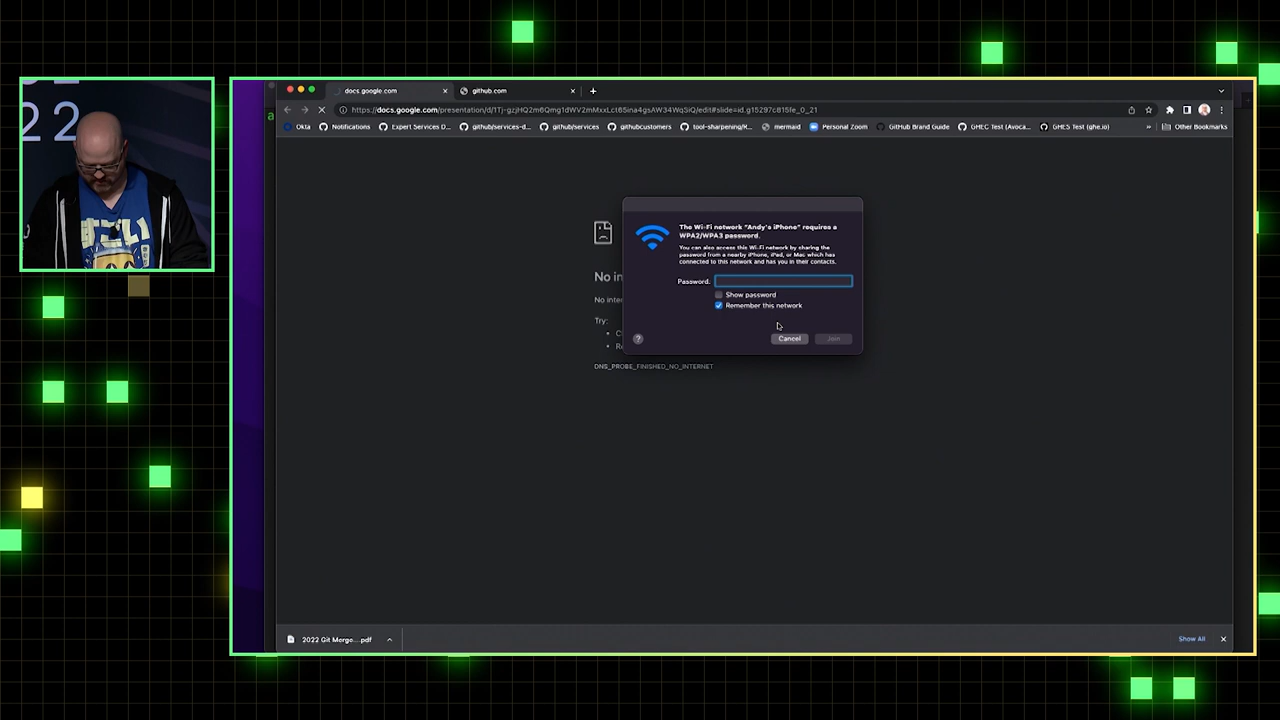 22
すごい
docs.google.com
github.com
https://docs.google.com/presentation/d/1Tj-gzjHQ2m6Qmg1dWV2mMxxLct85ina4gsAW34WqSiQ/edit#slide=id.g15297c815fe_0_21
Okta
Notifications
Expert Services D...
github/services-d...
github/services
githubcustomers
tool-sharpening/R...
mermaid
Personal Zoom
GitHub Brand Guide
GHEC Test (Avoca...
GHES Test (ghe.io)
»
Other Bookmarks
The Wi-Fi network "Andy's iPhone" requires a
WPA2/WPA3 password.
You can also access this Wi-Fi network by sharing the
password from a nearby iPhone, iPad, or Mac which has
connected to this network and has you in their contacts.
Password:
Show password
Remember this network
?
Cancel
Join
No in
No inte
Try:
DNS_PROBE_FINISHED_NO_INTERNET
2022 Git Merge....pdf
Show All